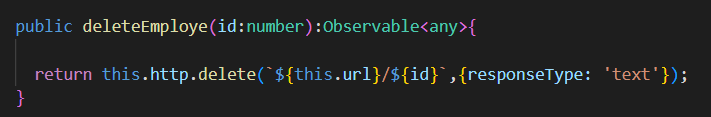 public deleteEmploye(id:number):Observable<any>{
return this.http.delete(`${this.url}/${id}`,{responseType: 'text'});
}